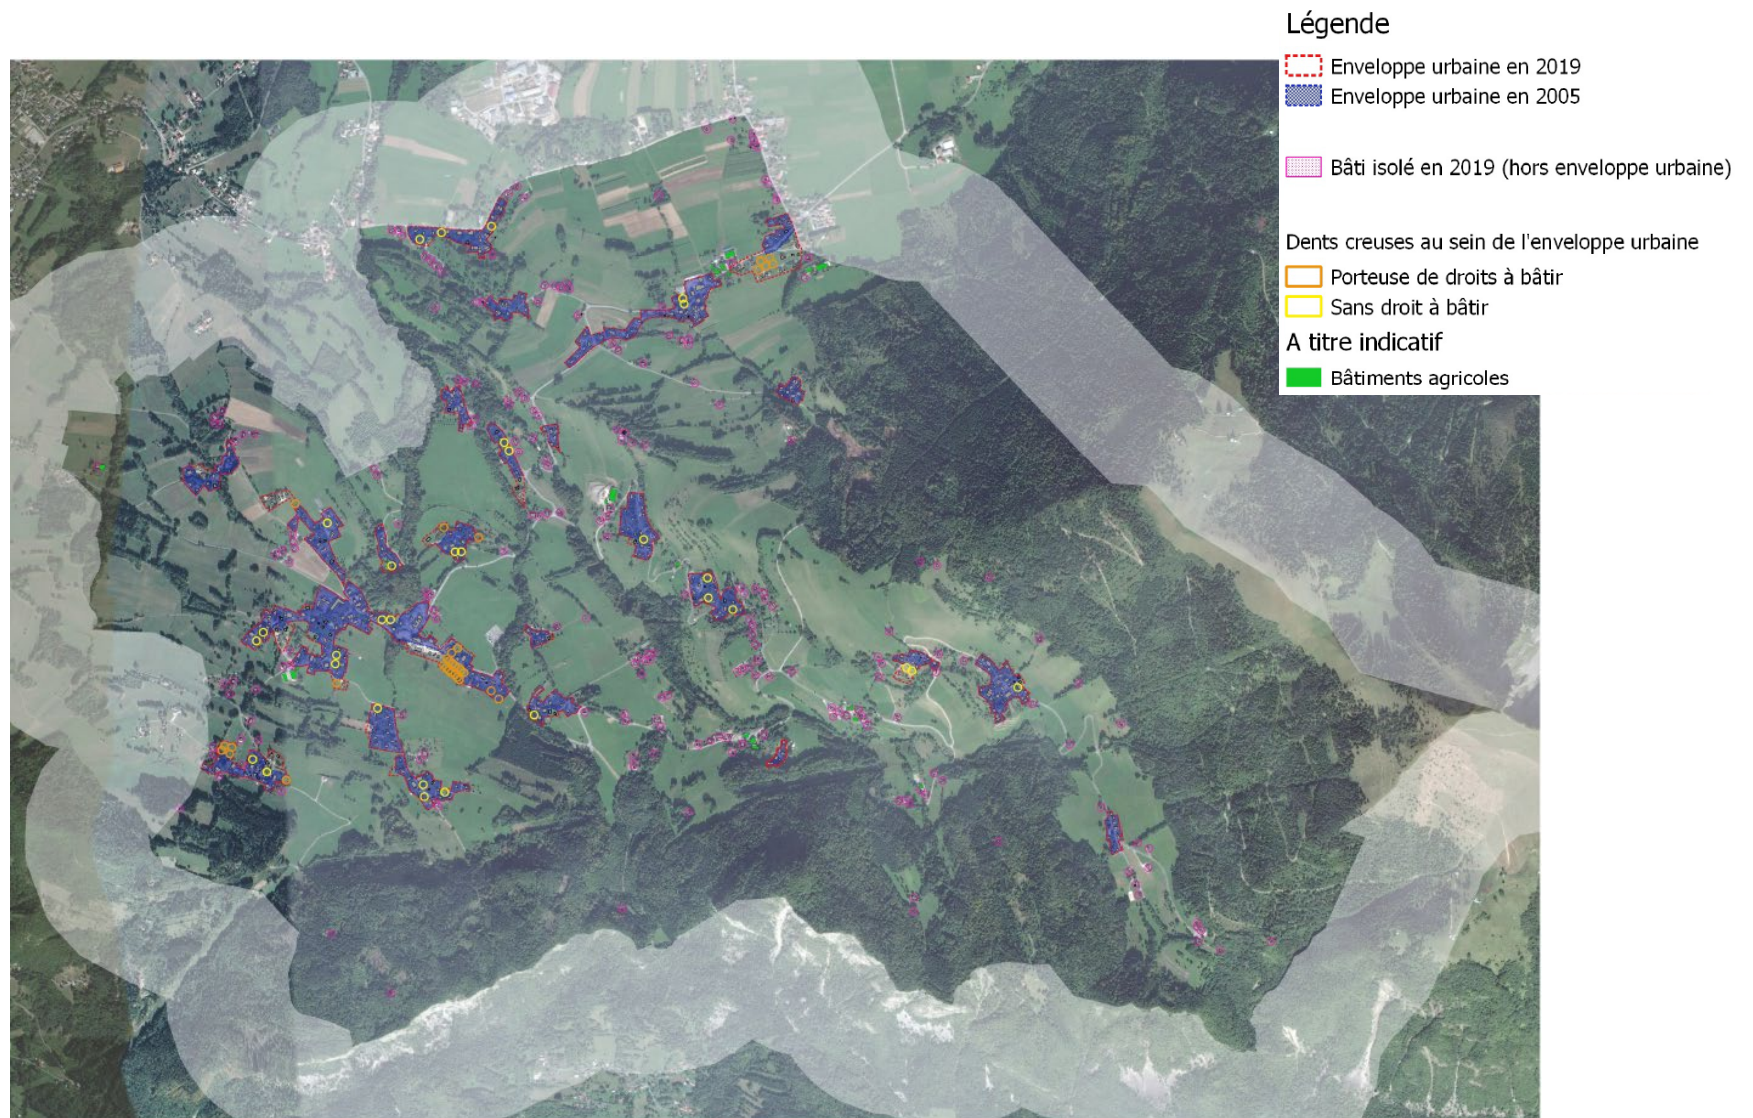 Légende
Enveloppe urbaine en 2019
Enveloppe urbaine en 2005
Bâti isolé en 2019 (hors enveloppe urbaine)
Dents creuses au sein de l'enveloppe urbaine
Porteuse de droits à bâtir
Sans droit à bâtir
A titre indicatif
Bâtiments agricoles